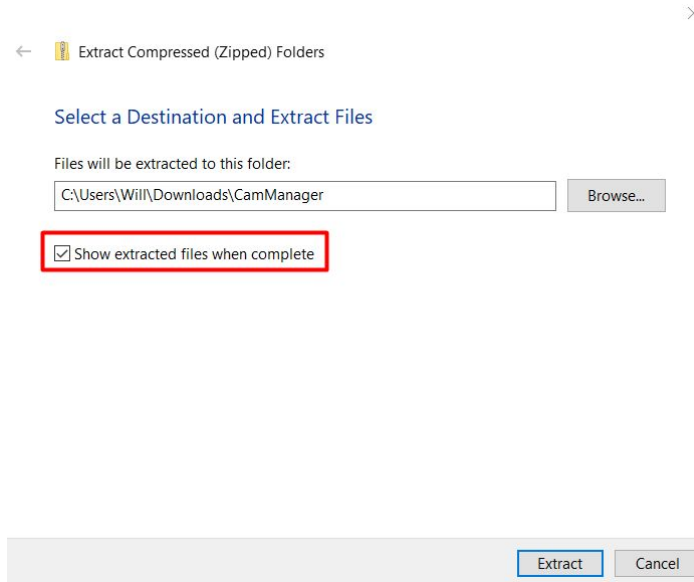 Extract Compressed (Zipped) Folders
Select a Destination and Extract Files
Files will be extracted to this folder:
C:\Users\Will\Downloads\CamManager
Browse...
Show extracted files when complete
Extract
Cancel